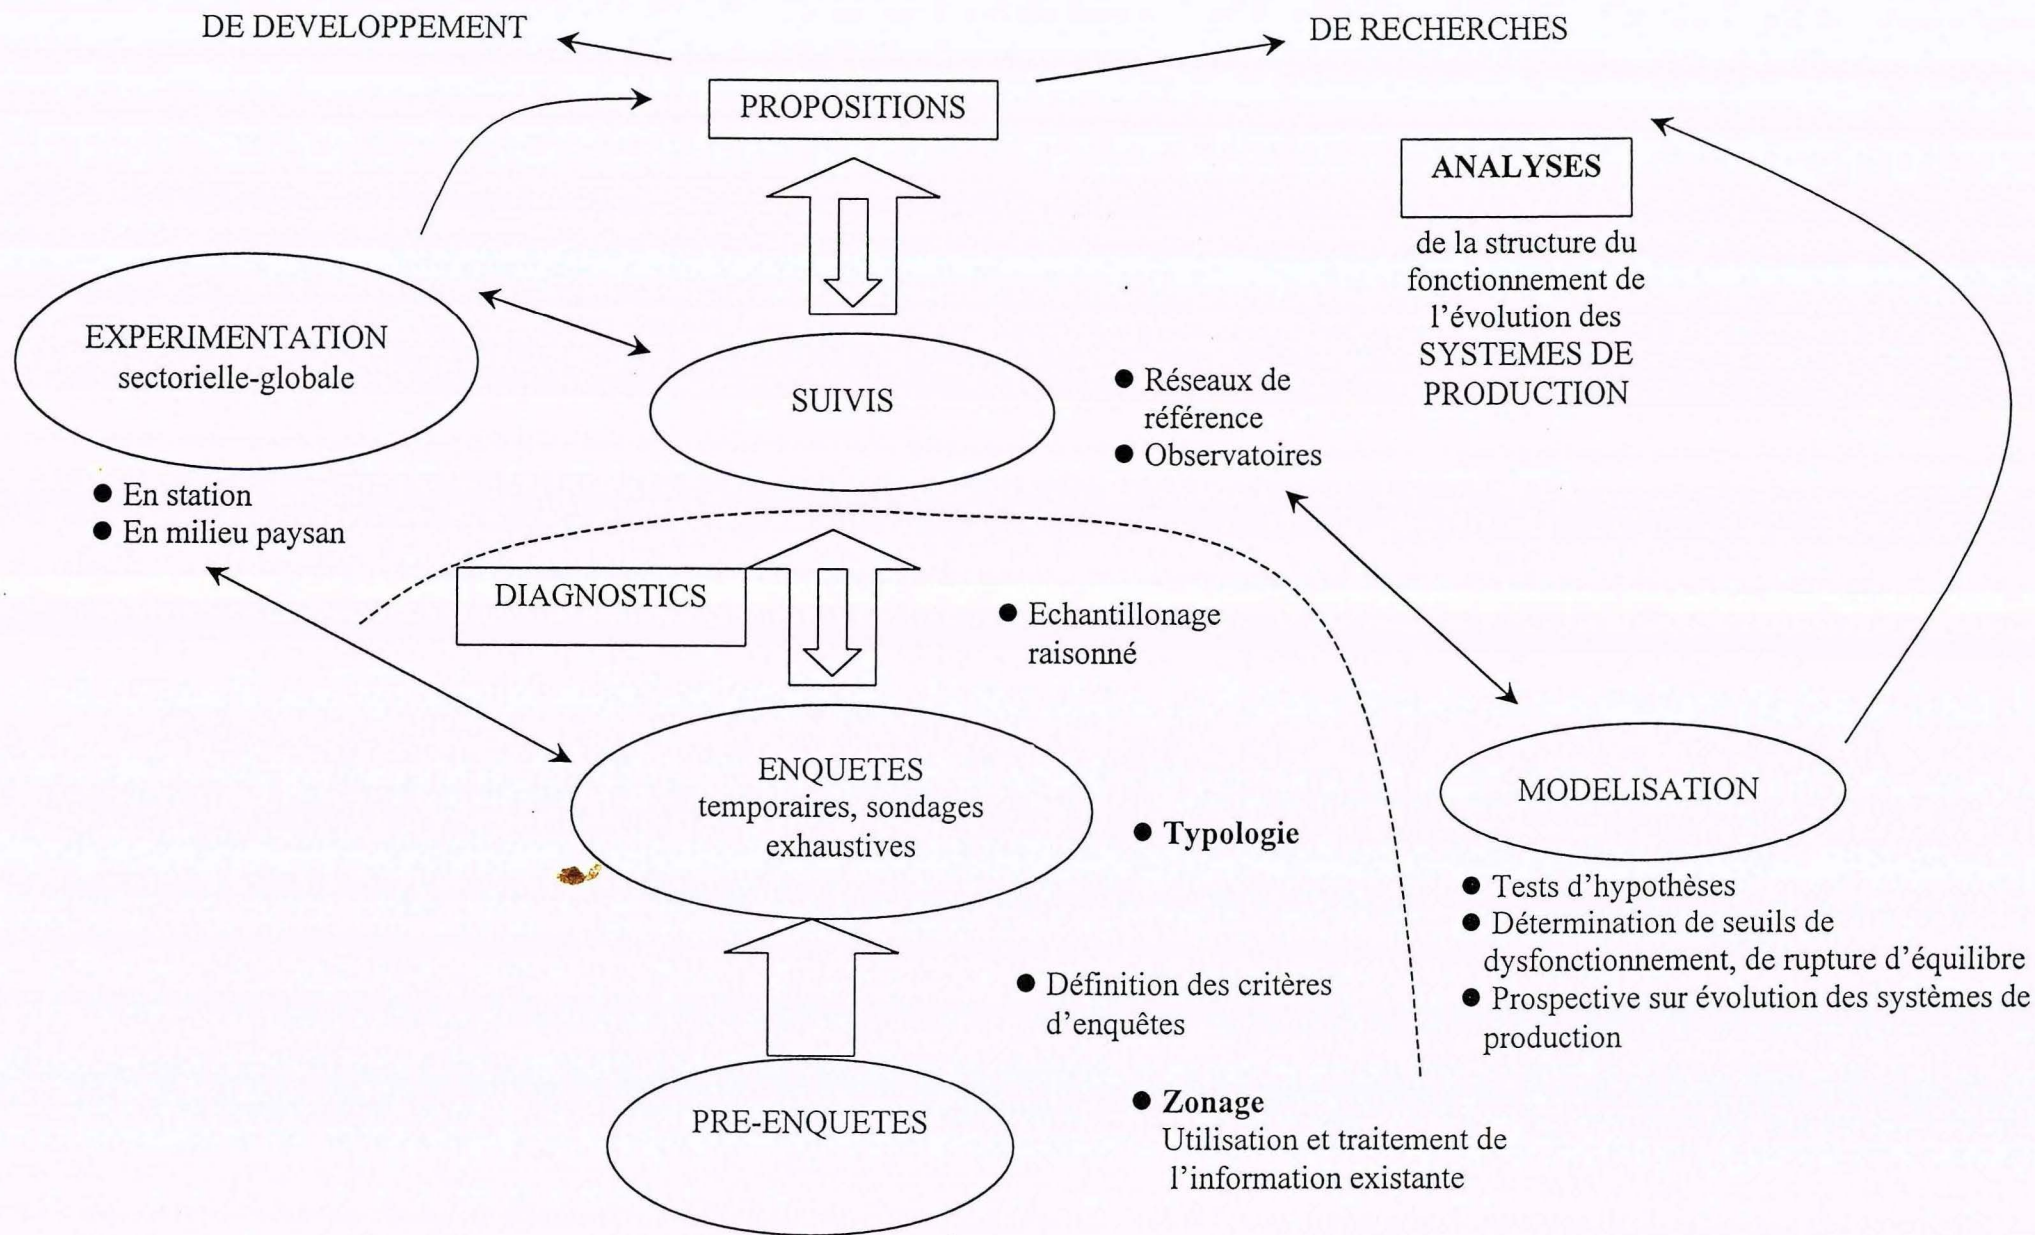 DE DEVELOPPEMENT
DE RECHERCHES
PROPOSITIONS
ANALYSES
de la structure du
fonctionnement de
l'évolution des
SYSTEMES DE
PRODUCTION
EXPERIMENTATION
sectorielle-globale
SUIVIS
● Réseaux de
référence
● Observatoires
● En station
● En milieu paysan
DIAGNOSTICS
● Echantillonage
raisonné
ENQUETES
temporaires, sondages
exhaustives
● Typologie
MODELISATION
● Tests d'hypothèses
● Détermination de seuils de
dysfonctionnement, de rupture d'équilibre
● Prospective sur évolution des systèmes de
production
● Définition des critères
d'enquêtes
PRE-ENQUETES
● Zonage
Utilisation et traitement de
l'information existante